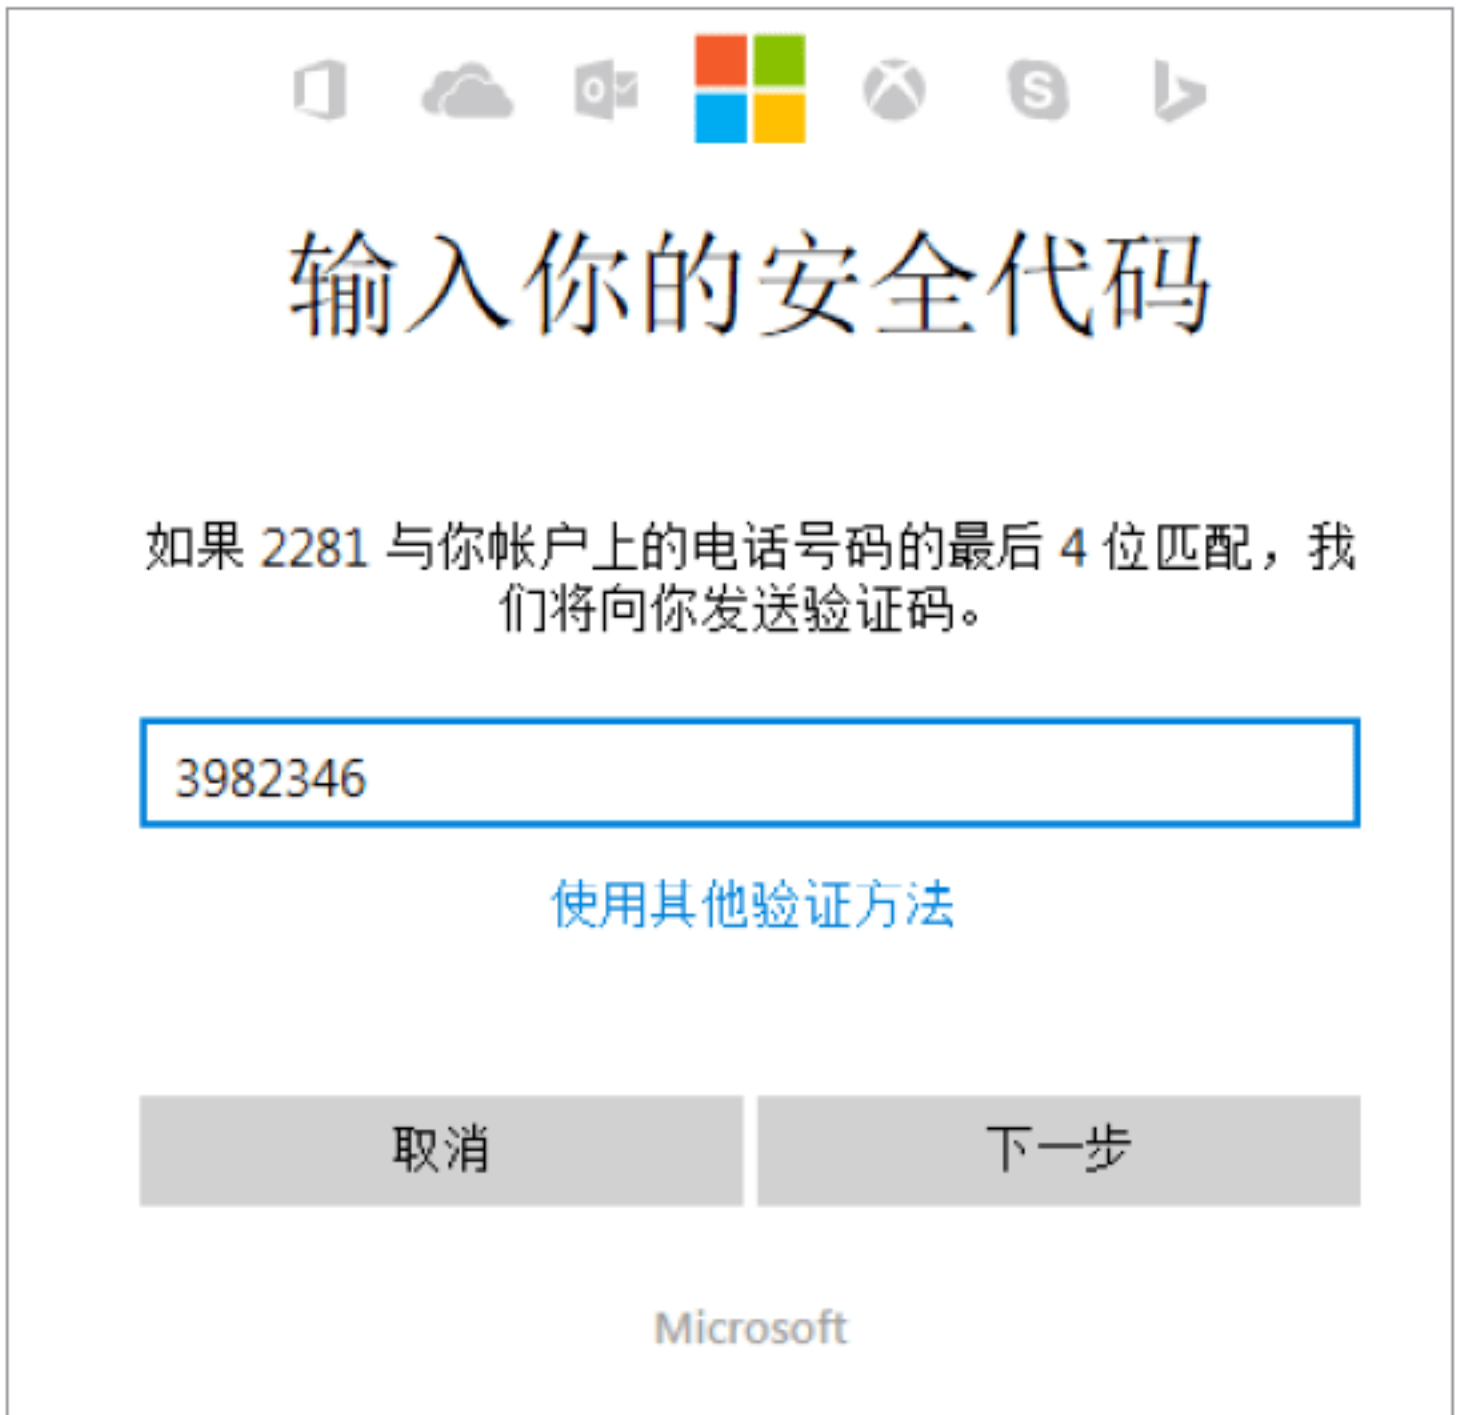 输入你的安全代码
如果 2281 与你帐户上的电话号码的最后 4 位匹配，我
们将向你发送验证码。
3982346
使用其他验证方法
取消
下一步
Microsoft